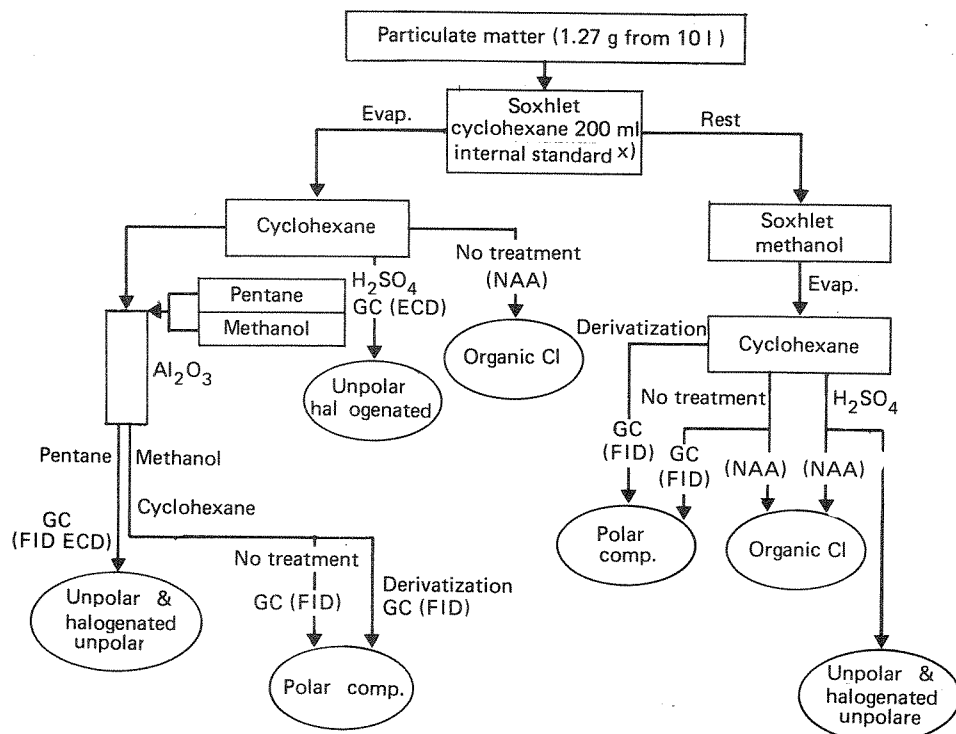 Particulate matter (1.27 g from 10 l)
Soxhlet
cyclohexane 200 ml
internal standard x)
Evap.
Rest
Cyclohexane
Soxhlet
methanol
No treatment
(NAA)
H2SO4
GC (ECD)
Pentane
Methanol
Al2O3
Unpolar
hal ogenated
Organic Cl
Evap.
Derivatization
Cyclohexane
No treatment
H2SO4
GC
(FID)
GC
(FID)
(NAA)
(NAA)
Polar
comp.
Organic Cl
Pentane
Methanol
Cyclohexane
GC
(FID ECD)
No treatment
GC (FID)
Derivatization
GC (FID)
Unpolar &
halogenated
unpolar
Polar comp.
Unpolar &
halogenated
unpolare